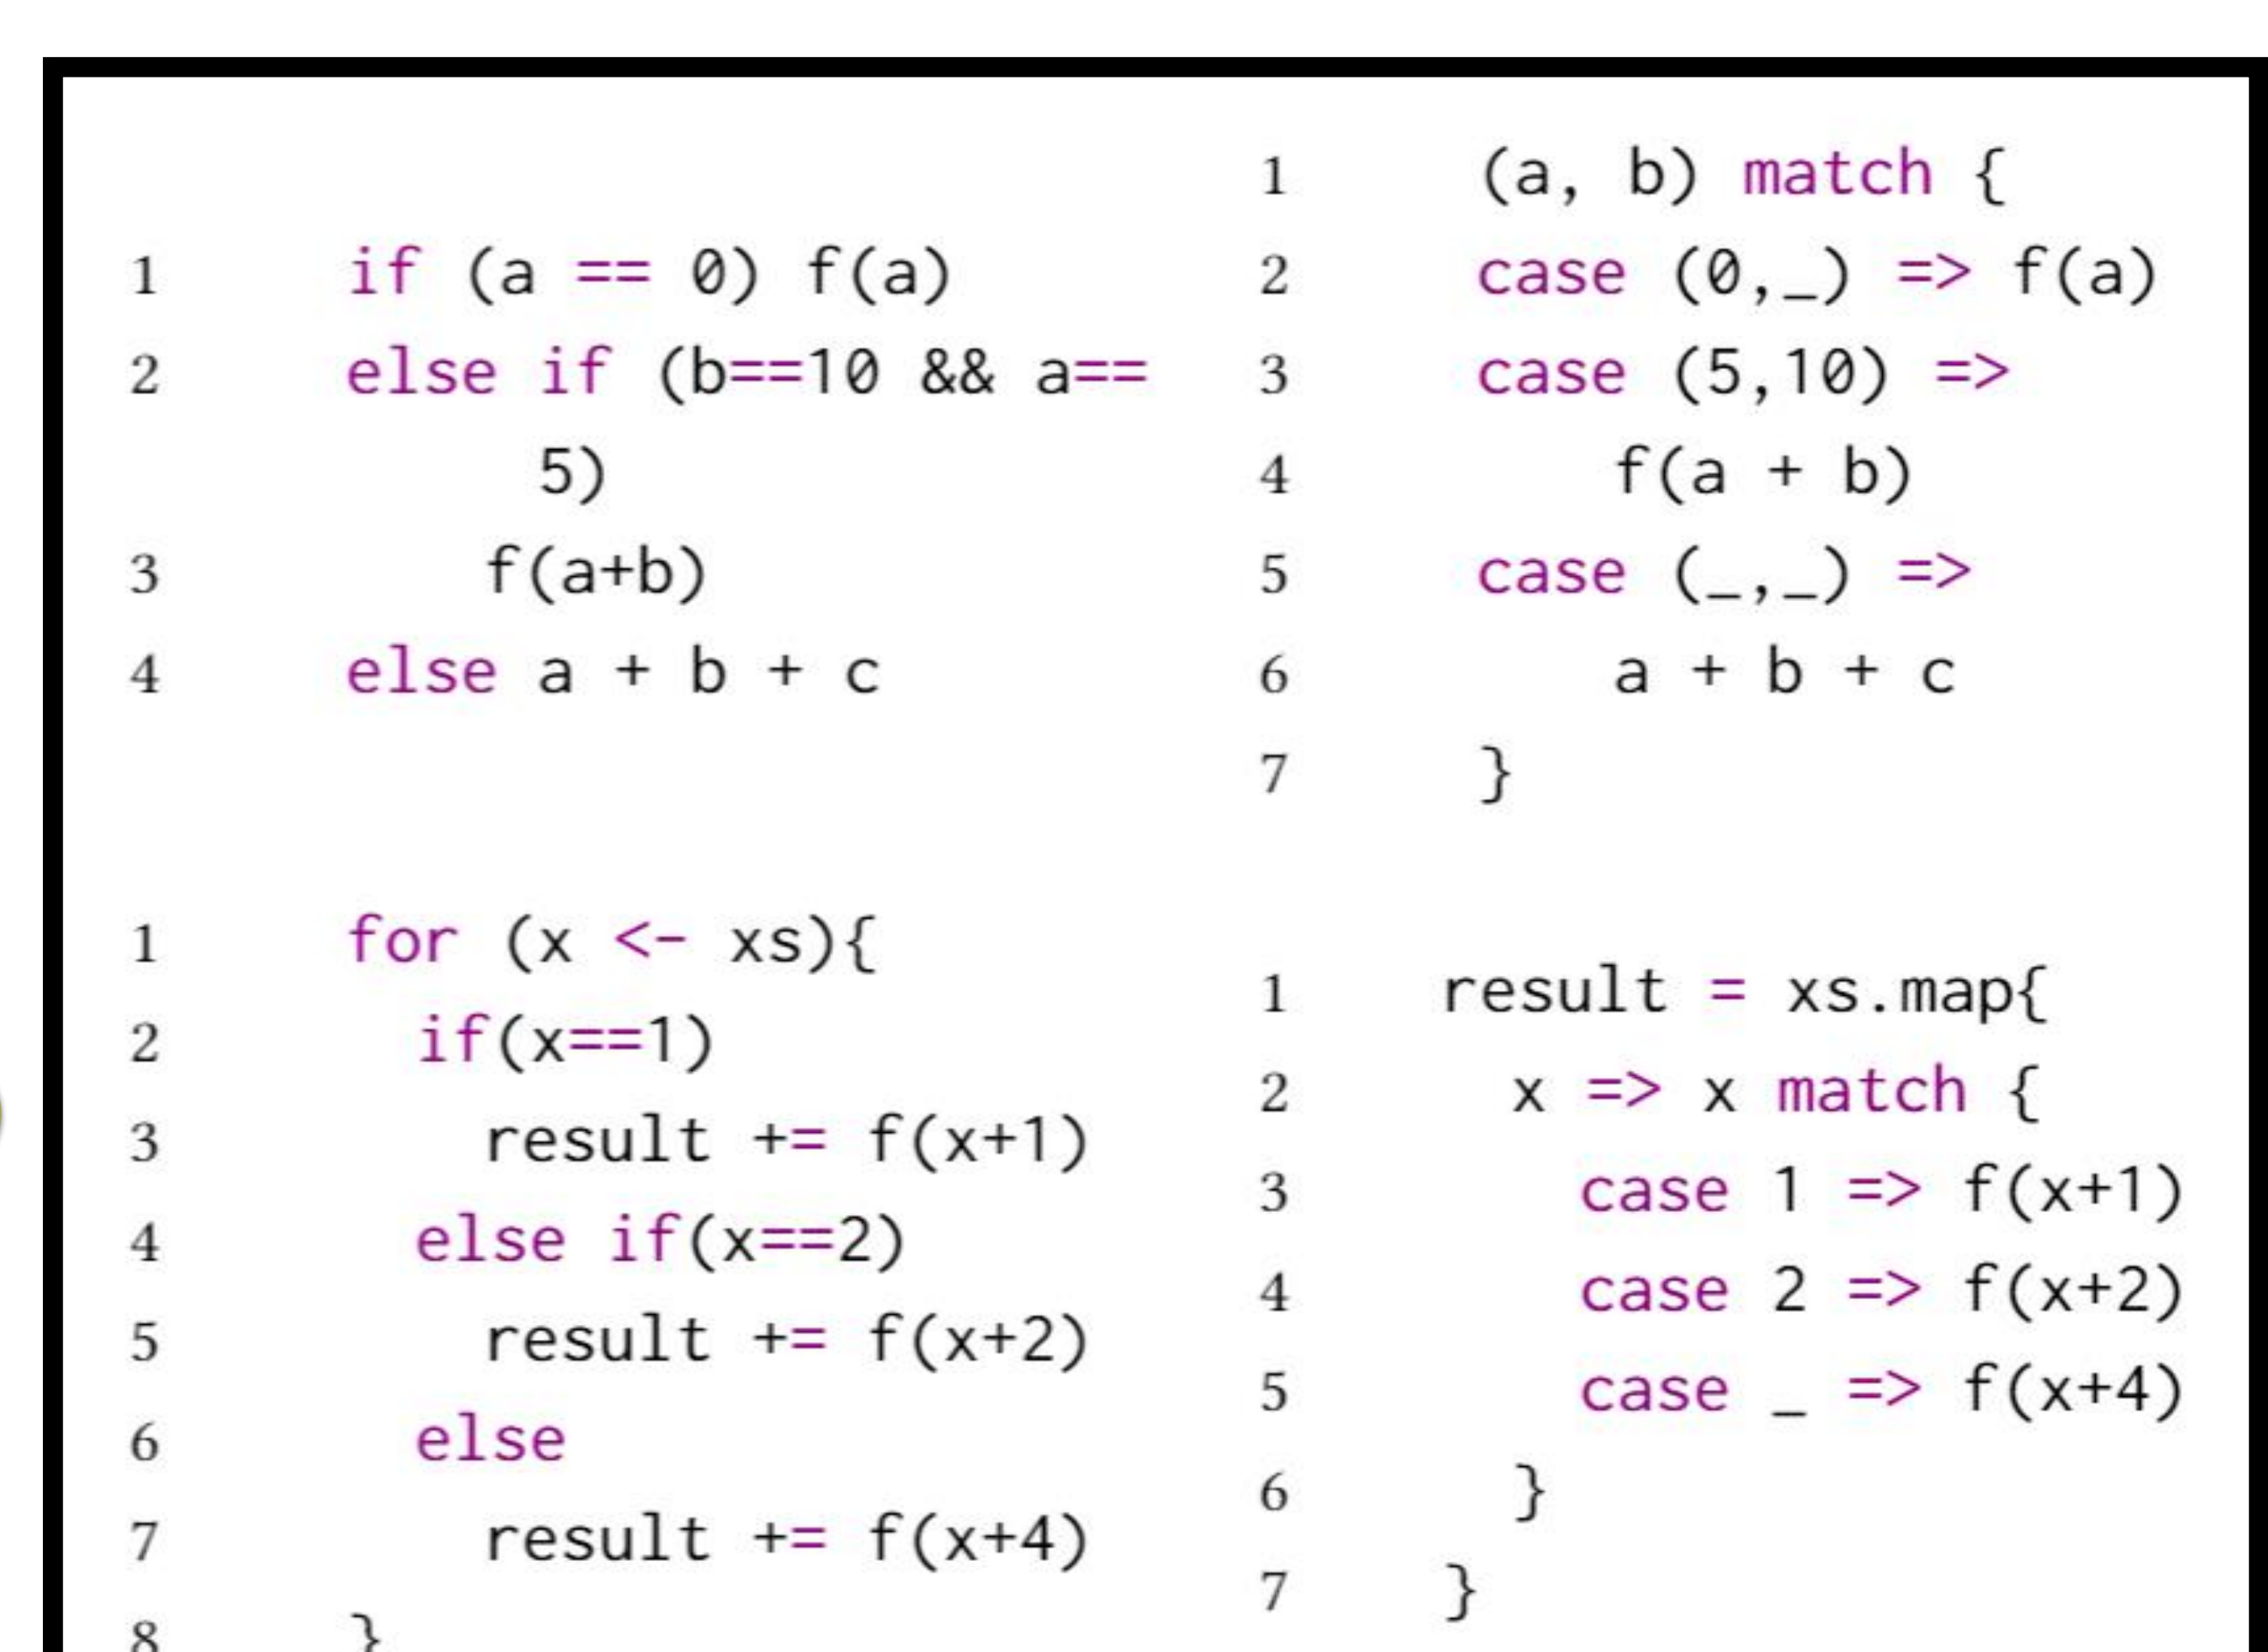 1 if (a == 0) f(a)
2 else if (b==10 && a==
5)
3 f(a+b)
4 else a + b + c
1 (a, b) match {
2 case (0,_) => f(a)
3 case (5,10) =>
4 f(a + b)
5 case (_,_) =>
6 a + b + c
7 }
1 for (x <- xs){
2 if(x==1)
3 result += f(x+1)
4 else if(x==2)
5 result += f(x+2)
6 else
7 result += f(x+4)
8 }
1 result = xs.map{
2 x => x match {
3 case 1 => f(x+1)
4 case 2 => f(x+2)
5 case _ => f(x+4)
6 }
7 }